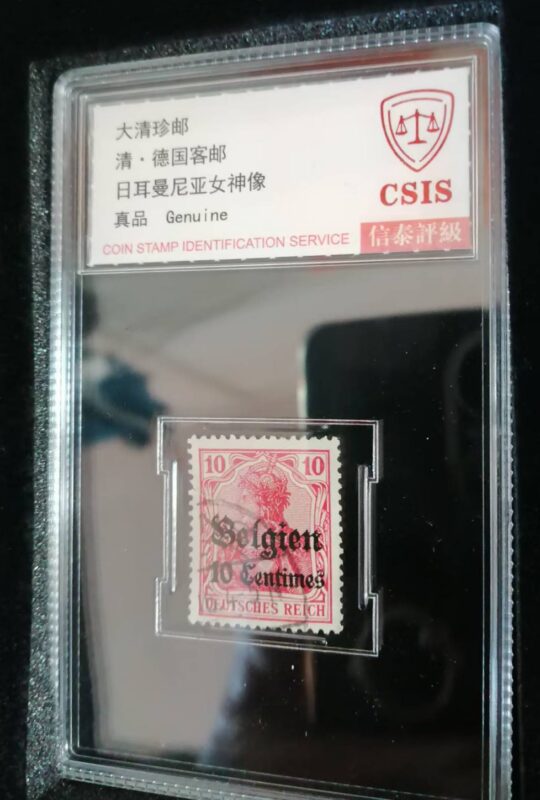 大清珍邮
清·德国客邮
日耳曼尼亚女神像
真品 Genuine
COIN STAMP IDENTIFICATION SERVICE
CSIS
信泰評級
10 10
Belgien
10 Centimes
DEUTSCHES REICH